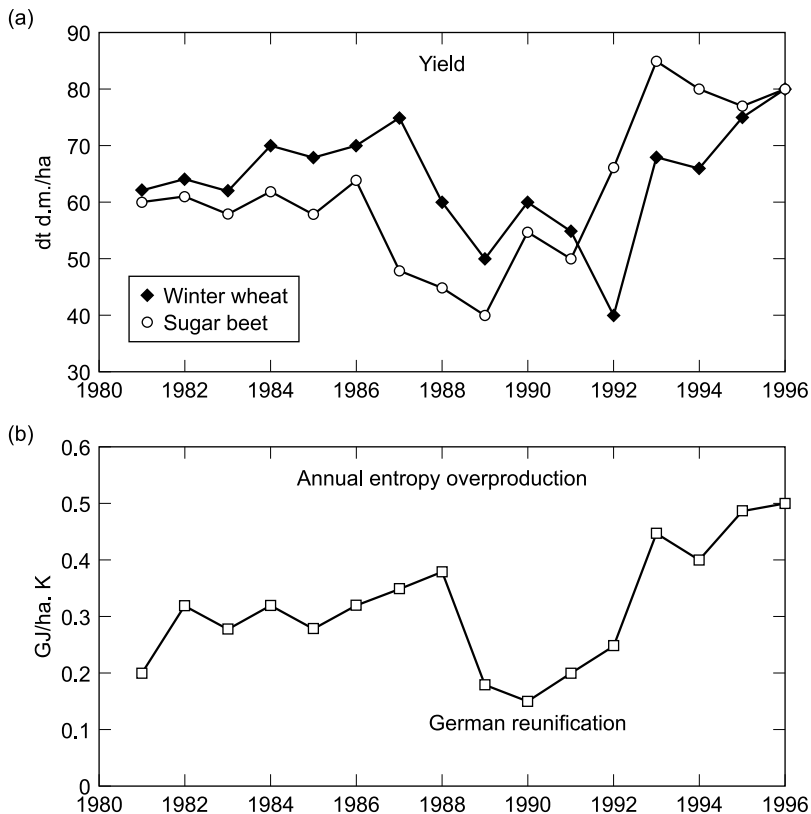 (a)
90
80
70
60
50
40
30
dt d.m./ha
Yield
Winter wheat
Sugar beet
1980 1982 1984 1986 1988 1990 1992 1994 1996
(b)
0.6
0.5
0.4
0.3
0.2
0.1
0
GJ/ha. K
Annual entropy overproduction
German reunification
1980 1982 1984 1986 1988 1990 1992 1994 1996